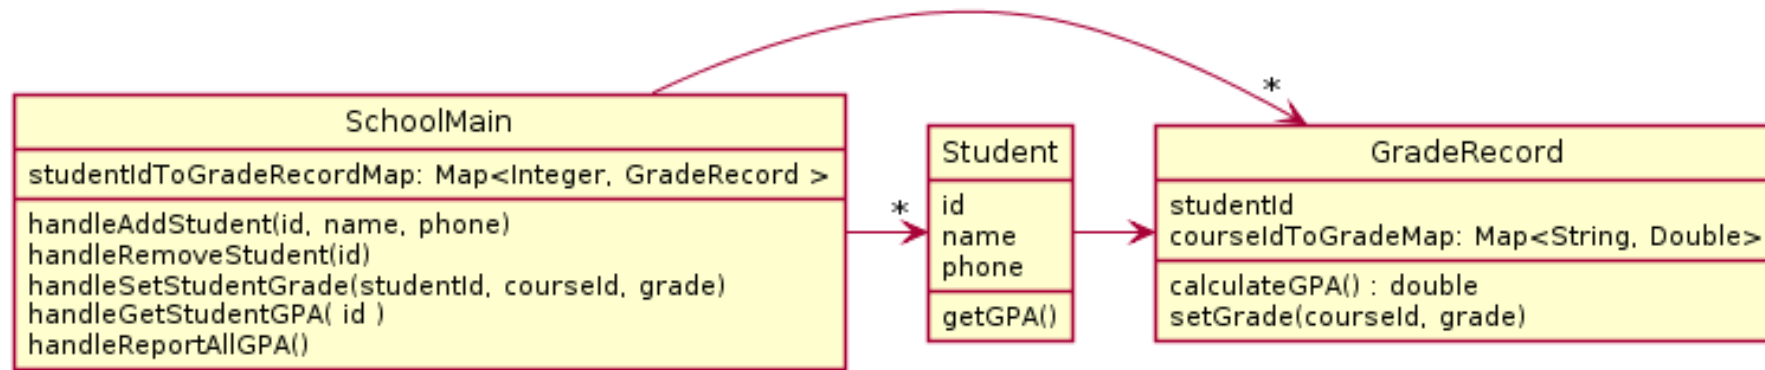 SchoolMain
studentIdToGradeRecordMap: Map<Integer, GradeRecord >
handleAddStudent(id, name, phone)
handleRemoveStudent(id)
handleSetStudentGrade(studentId, courseId, grade)
handleGetStudentGPA( id )
handleReportAllGPA()
*
Student
id
name
phone
getGPA()
*
GradeRecord
studentId
courseIdToGradeMap: Map<String, Double>
calculateGPA() : double
setGrade(courseId, grade)